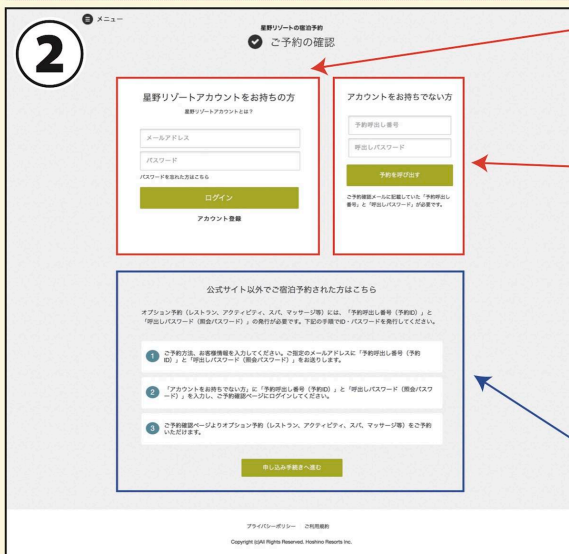 2
メニュー
星野リゾートの宿泊予約
ご予約の確認
星野リゾートアカウントをお持ちの方
星野リゾートアカウントとは？
メールアドレス
パスワード
パスワードを忘れた方はこちら
ログイン
アカウント登録
アカウントをお持ちでない方
予約呼出し番号
呼出しパスワード
予約を呼び出す
ご予約確認メールに記載していた「予約呼出し
番号」と「呼出しパスワード」が必要です。
公式サイト以外でご宿泊予約された方はこちら
オプション予約（レストラン、アクティビティ、スパ、マッサージ等）には、「予約呼出し番号（予約ID）」と
「呼出しパスワード（照会パスワード）」の発行が必要です。下記の手順でID・パスワードを発行してください。
1 ご予約方法、お客様情報を入力してください。ご指定のメールアドレスに「予約呼出し番号（予約
ID）」と「呼出しパスワード（照会パスワード）」をお送りします。
2 「アカウントをお持ちでない方」に「予約呼出し番号（予約ID）」と「呼出しパスワード（照会パスワ
ード）」を入力し、ご予約確認ページにログインしてください。
3 ご予約確認ページよりオプション予約（レストラン、アクティビティ、スパ、マッサージ等）をご予約
いただけます。
申し込み手続きへ進む
プライバシーポリシー ご利用規約
Copyright (c)All Rights Reserved. Hoshino Resorts Inc.